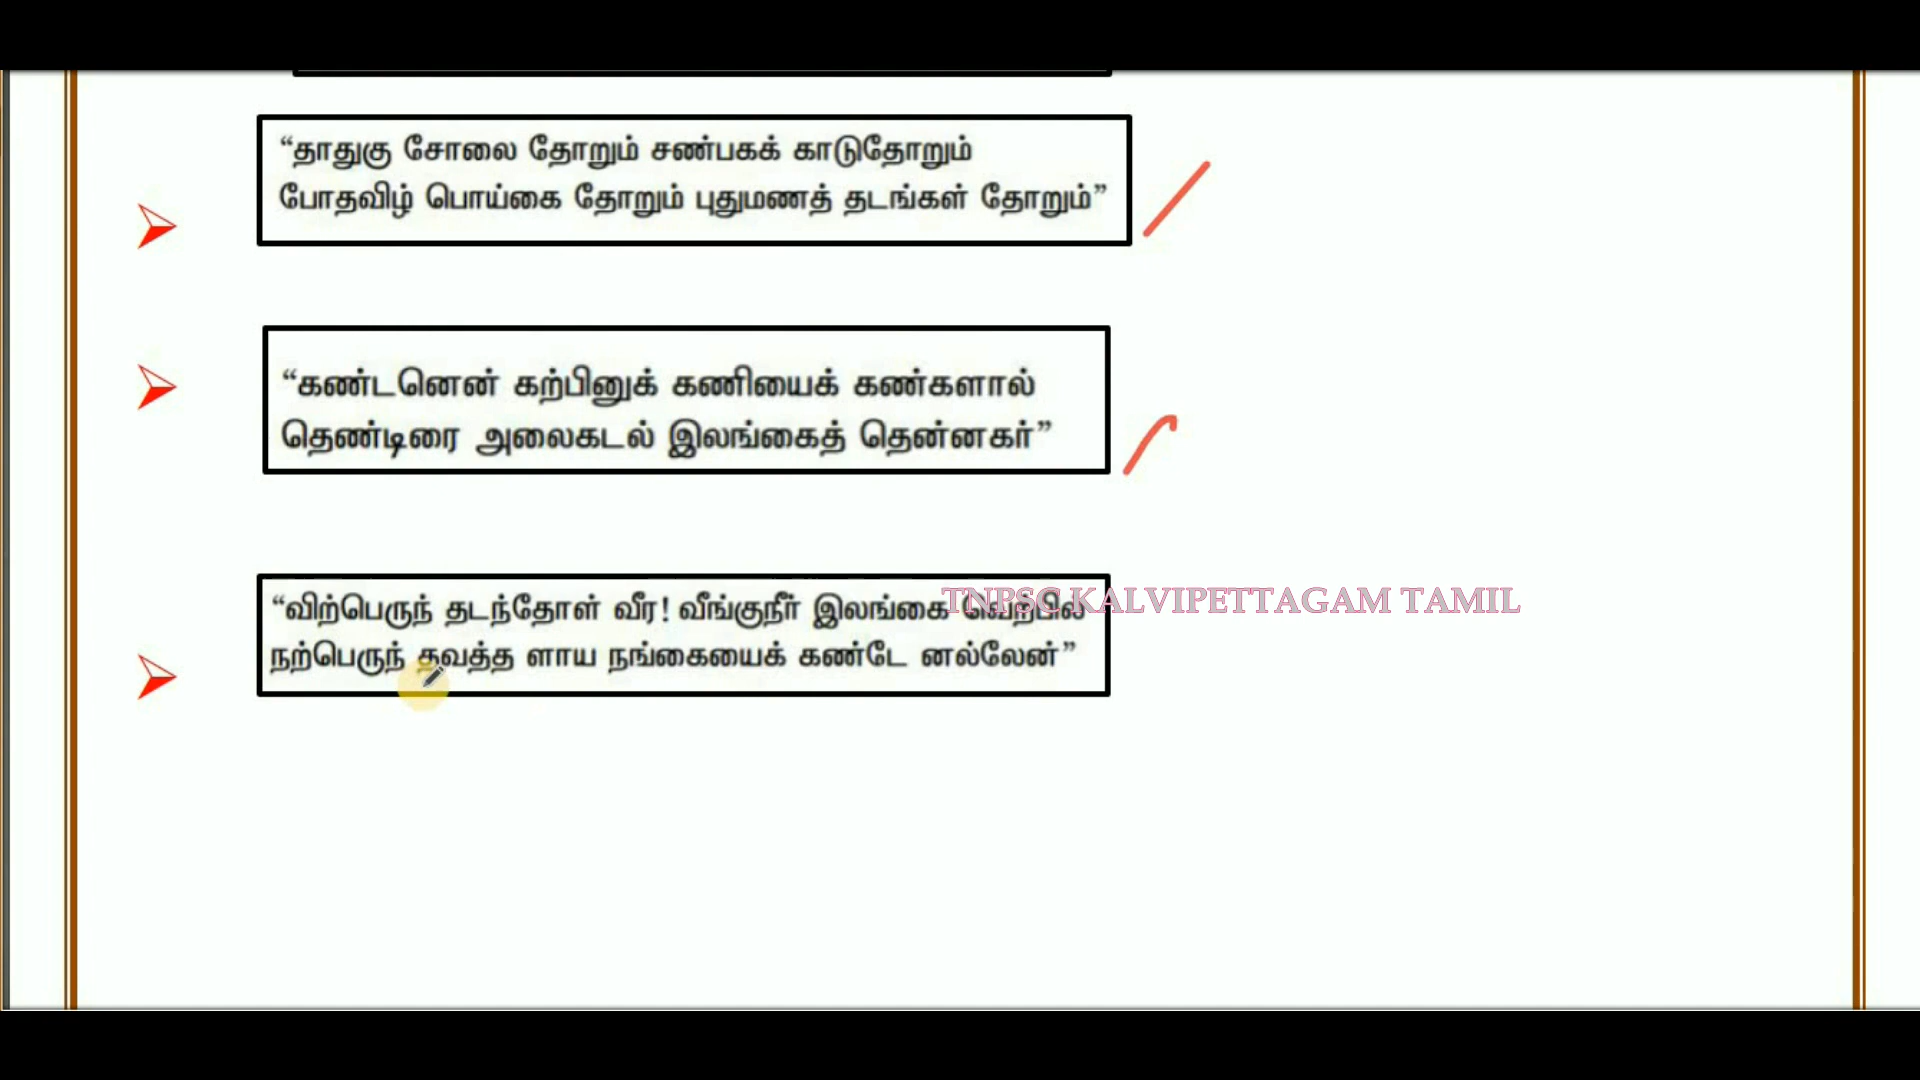 “தாதுகு சோலை தோறும் சண்பகக் காடுதோறும்
போதவிழ் பொய்கை தோறும் புதுமணத் தடங்கள் தோறும்”
“கண்டனென் கற்பினுக் கணியைக் கண்களால்
தெண்டிரை அலைகடல் இலங்கைத் தென்னகர்”
“விற்பெருந் தடந்தோள் வீர! வீங்குநீர் இலங்கை வெற்பில்
TNPSC KALVIPETTAGAM TAMIL
நற்பெருந் தவத்த ளாய நங்கையைக் கண்டே னல்லேன்”